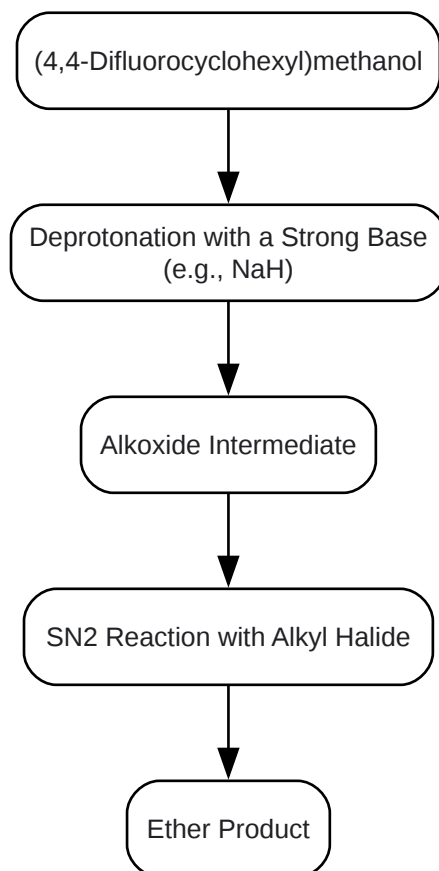 (4,4-Difluorocyclohexyl)methanol
Deprotonation with a Strong Base
(e.g., NaH)
Alkoxide Intermediate
SN2 Reaction with Alkyl Halide
Ether Product